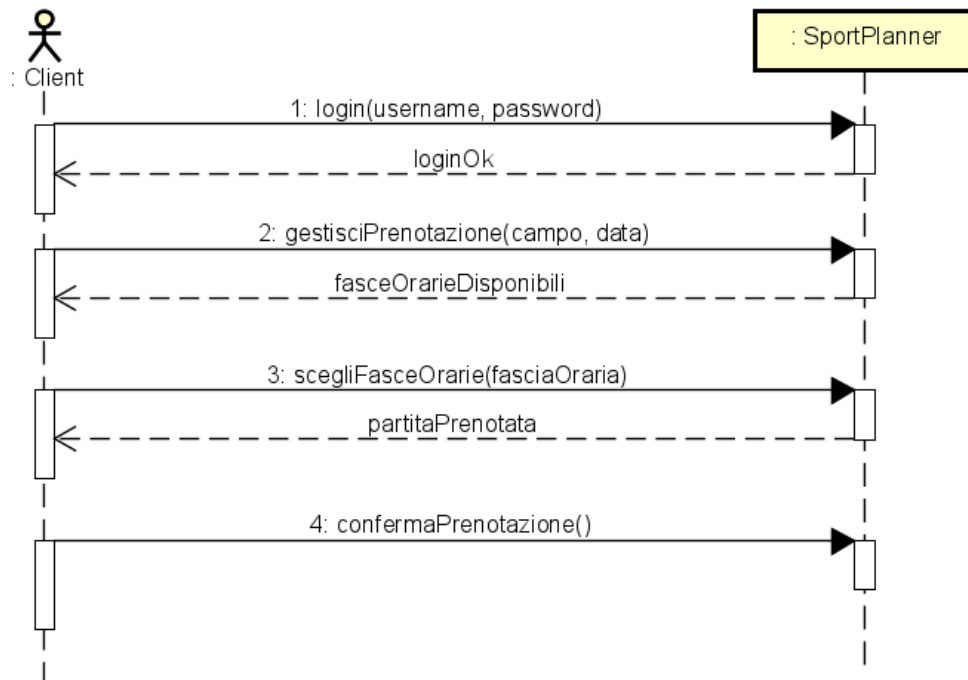 : Client
: SportPlanner
1: login(username, password)
loginOk
2: gestisciPrenotazione(campo, data)
fasceOrarieDisponibili
3: scegliFasceOrarie(fasciaOraria)
partitaPrenotata
4: confermaPrenotazione()